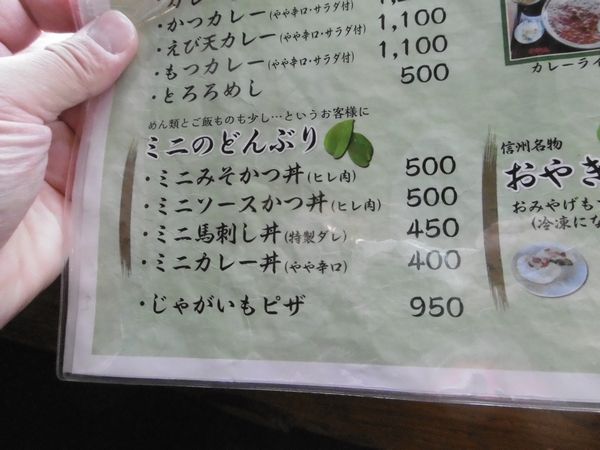 かつカレー(やや辛口・サラダ付) 1,100
・えび天カレー(やや辛口・サラダ付) 1,100
・もつカレー(やや辛口・サラダ付) 1,100
・とろろめし 500
めん類とご飯ものも少し…というお客様に
ミニのどんぶり
・ミニみそかつ丼(ヒレ肉) 500
・ミニソースかつ丼(ヒレ肉) 500
・ミニ馬刺し丼(特製ダレ) 450
・ミニカレー丼(やや辛口) 400
・じゃがいもピザ 950
カレーライ
信州名物
おやき
おみやげも
(冷凍にな